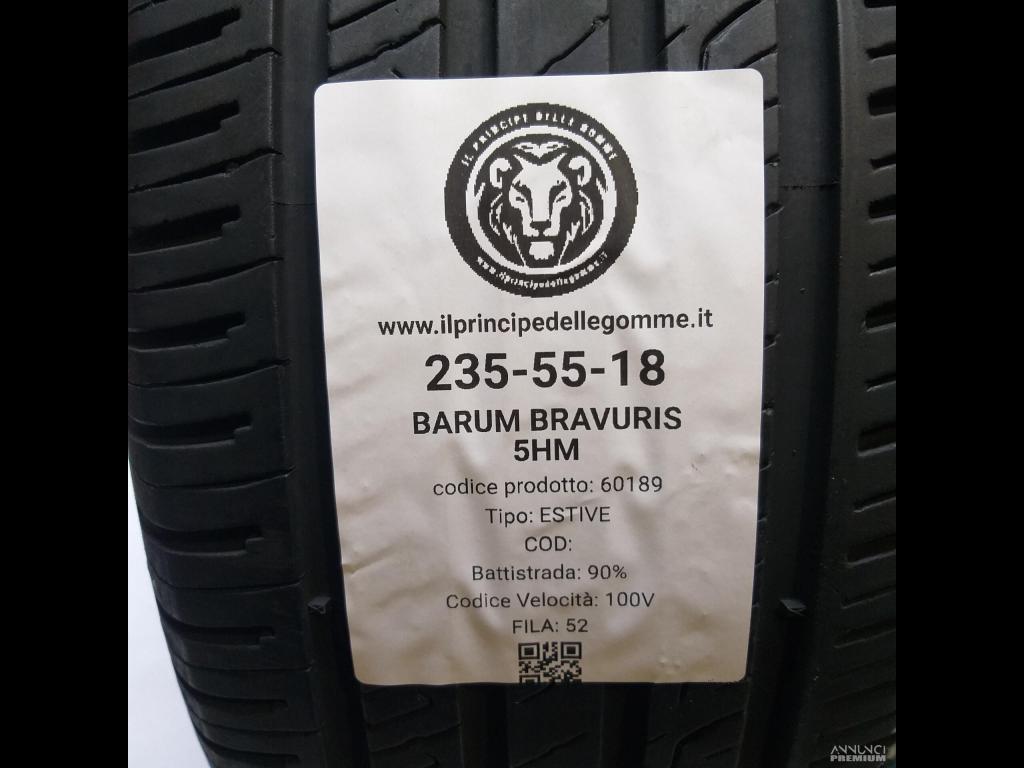 IL PRINCIPE DELLE GOMME
www.ilprincipedellegomme.it
www.ilprincipedellegomme.it
235-55-18
BARUM BRAVURIS
5HM
codice prodotto: 60189
Tipo: ESTIVE
COD:
Battistrada: 90%
Codice Velocità: 100V
FILA: 52
ANNUNCI
PREMIUM